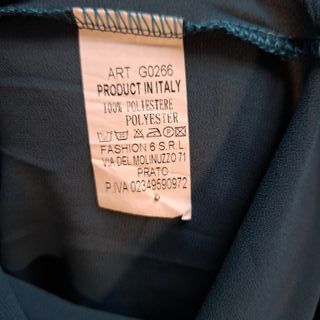 ART G0266
PRODUCT IN ITALY
100% POLIESTERE
POLYESTER
FASHION 6 S.R.L.
VIA DEL MOLINUZZO 71
PRATO
P.IVA 02349590972